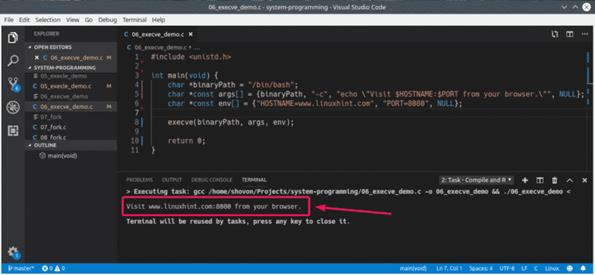 06_execve_demo.c - system-programming - Visual Studio Code
File Edit Selection View Go Debug Terminal Help
EXPLORER
OPEN EDITORS
C 06_execve_demo.c
SYSTEM-PROGRAMMING
05_execle_demo
C 05_execle_demo.c
06_execve_demo
C 06_execve_demo.c
07_fork
C 07_fork.c
C 08 fork.c
OUTLINE
main(void)
C 06_execve_demo.c ×
C 06_execve_demo.c › ...
1 #include <unistd.h>
2
3 int main(void) {
4 char *binaryPath = "/bin/bash";
5 char *const args[] = {binaryPath, "-c", "echo \"Visit $HOSTNAME:$PORT from your browser.\"", NULL};
6 char *const env[] = {"HOSTNAME=www.linuxhint.com", "PORT=8080", NULL};
7
8 execve(binaryPath, args, env);
9
10 return 0;
11 }
PROBLEMS OUTPUT DEBUG CONSOLE TERMINAL 2: Task - Compile and R
> Executing task: gcc /home/shovon/Projects/system-programming/06_execve_demo.c -o 06_execve_demo && ./06_execve_demo <
Visit www.linuxhint.com:8080 from your browser.
Terminal will be reused by tasks, press any key to close it.
master* 0 0 main(void) Ln 7, Col 1 Spaces: 4 UTF-8 LF C Linux